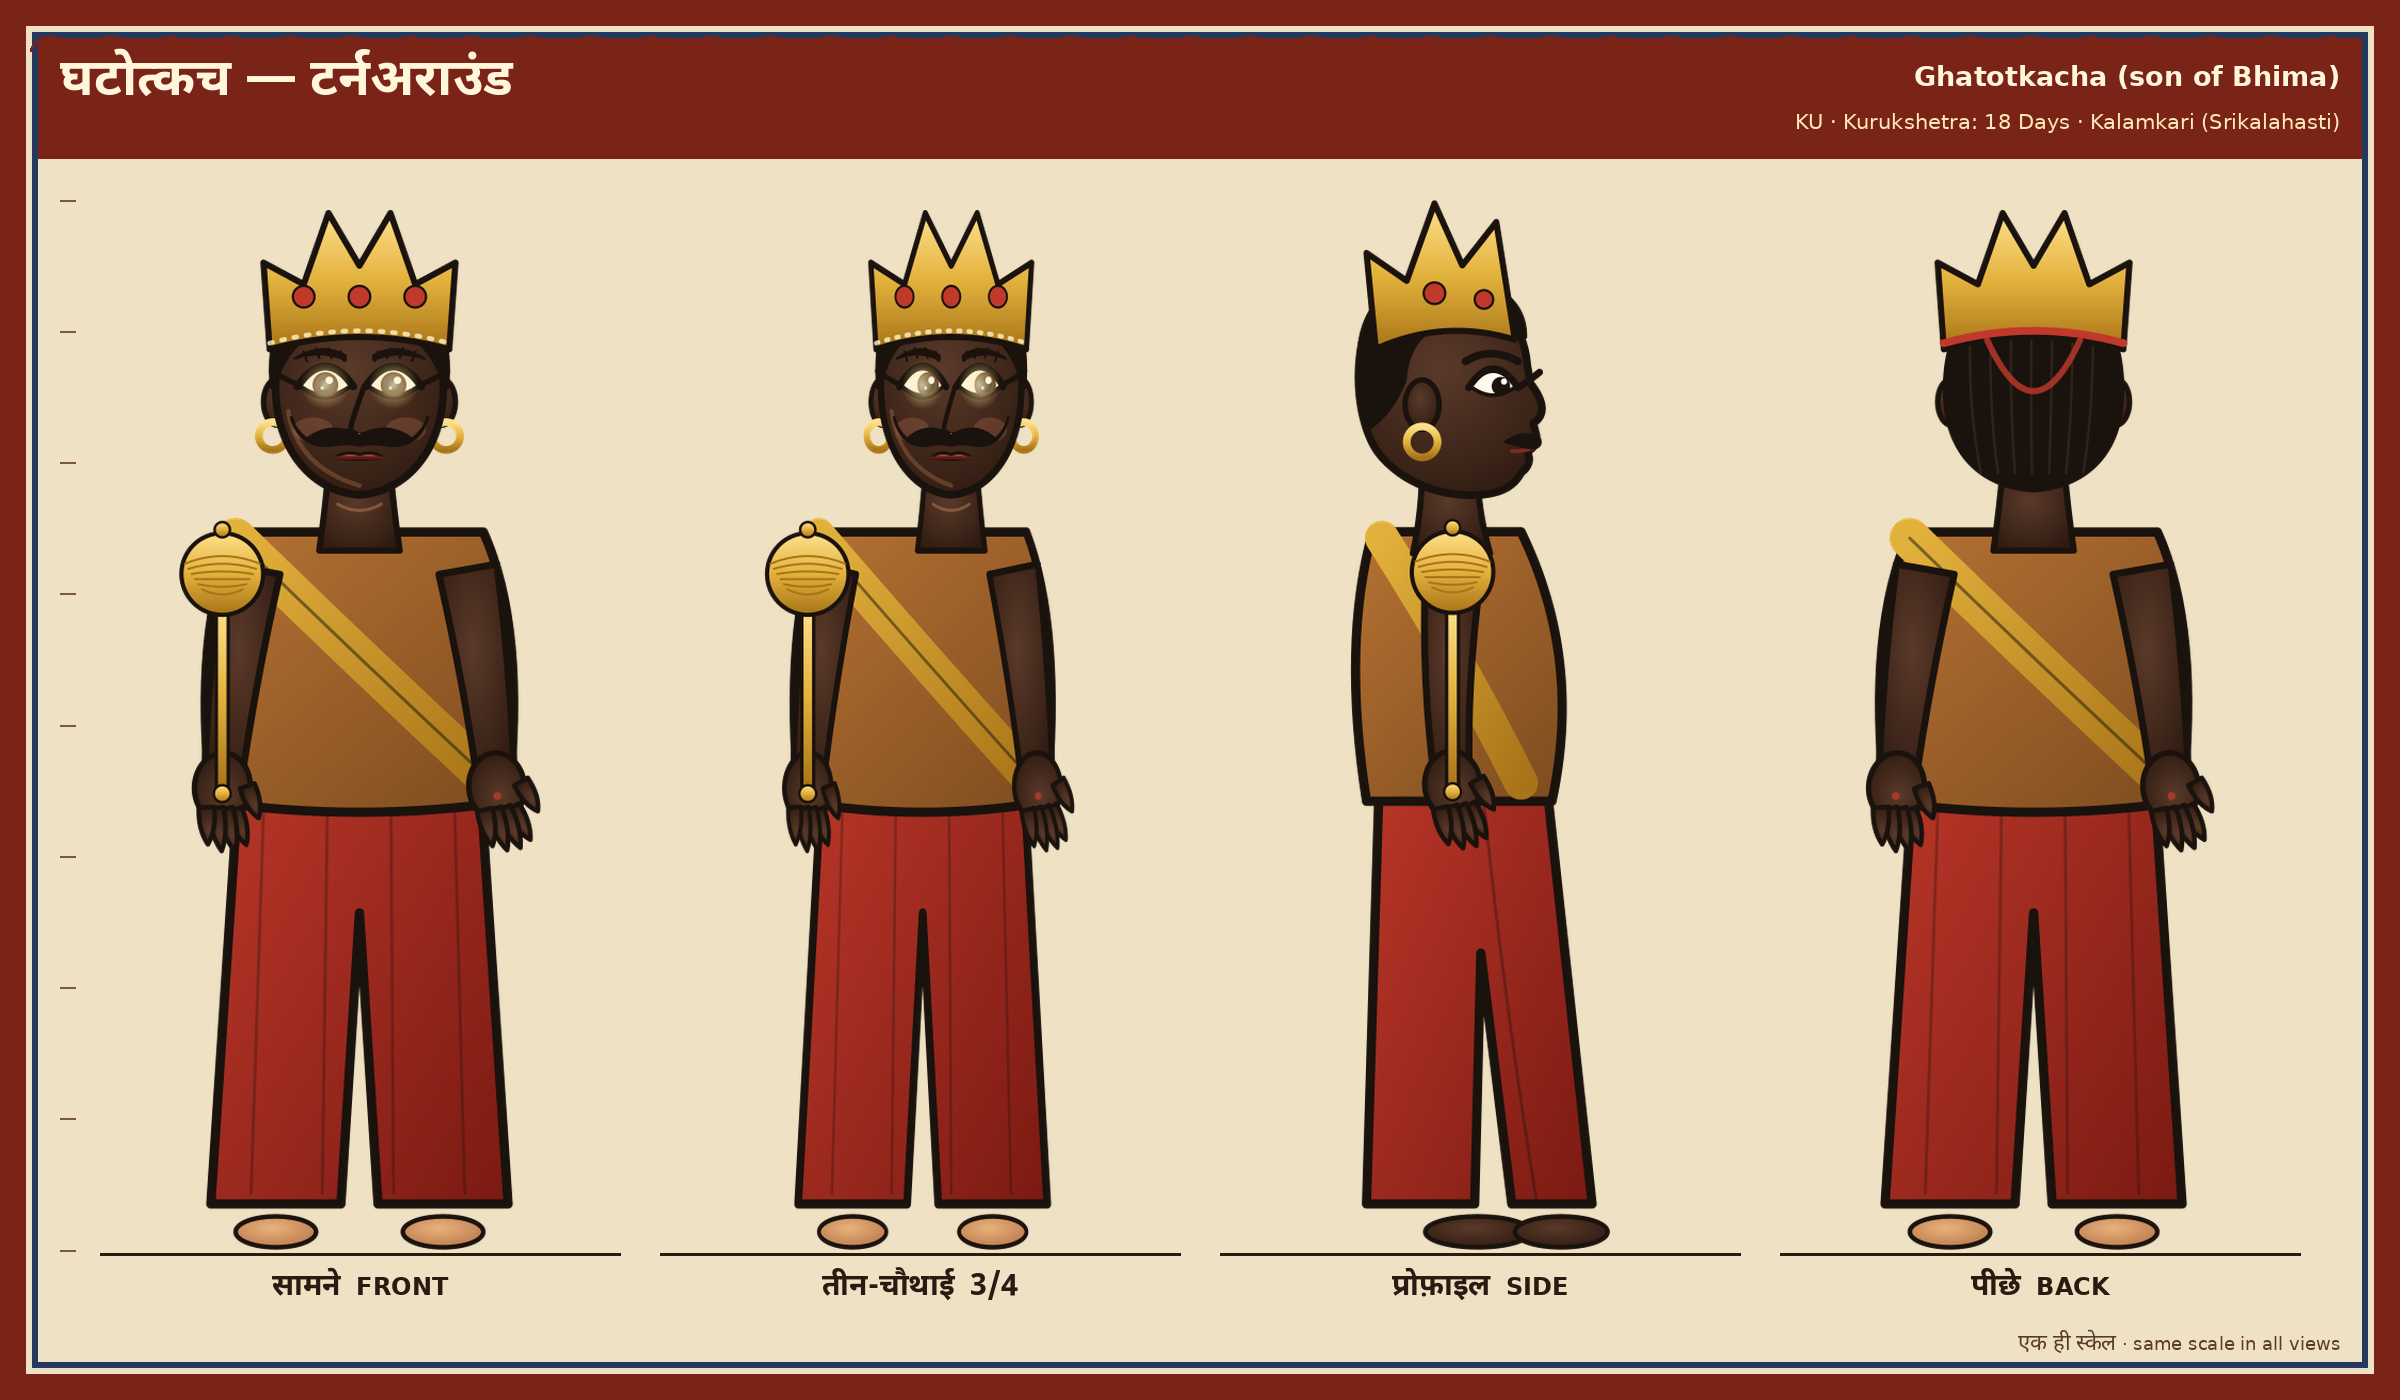 घटोत्कच — टर्नअराउंड
Ghatotkacha (son of Bhima)
KU · Kurukshetra: 18 Days · Kalamkari (Srikalahasti)
सामने FRONT
तीन-चौथाई 3/4
प्रोफ़ाइल SIDE
पीछे BACK
एक ही स्केल · same scale in all views